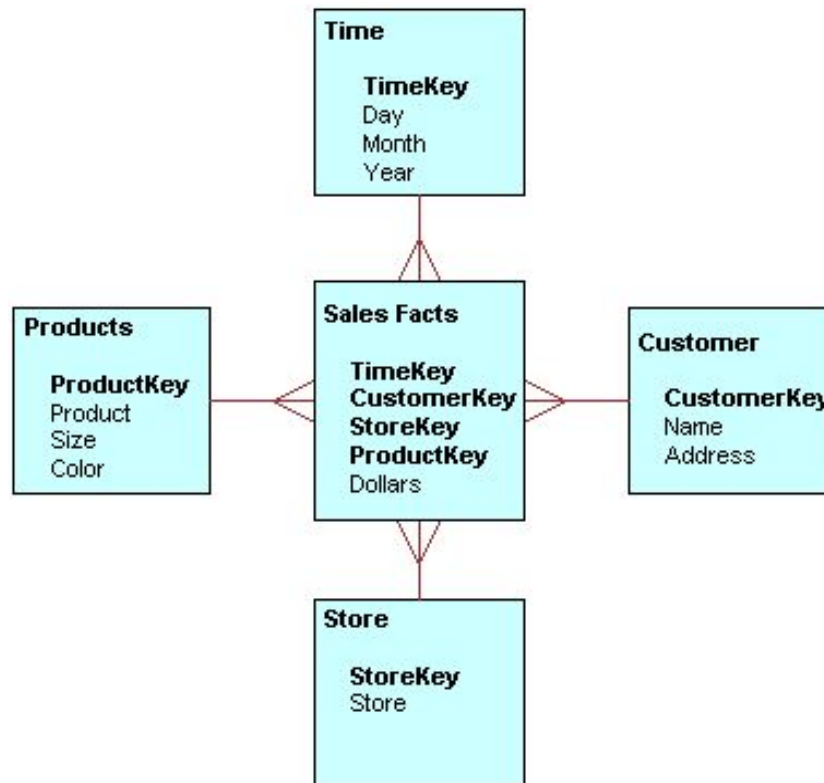 Time
TimeKey
Day
Month
Year
Products
ProductKey
Product
Size
Color
Sales Facts
TimeKey
CustomerKey
StoreKey
ProductKey
Dollars
Customer
CustomerKey
Name
Address
Store
StoreKey
Store